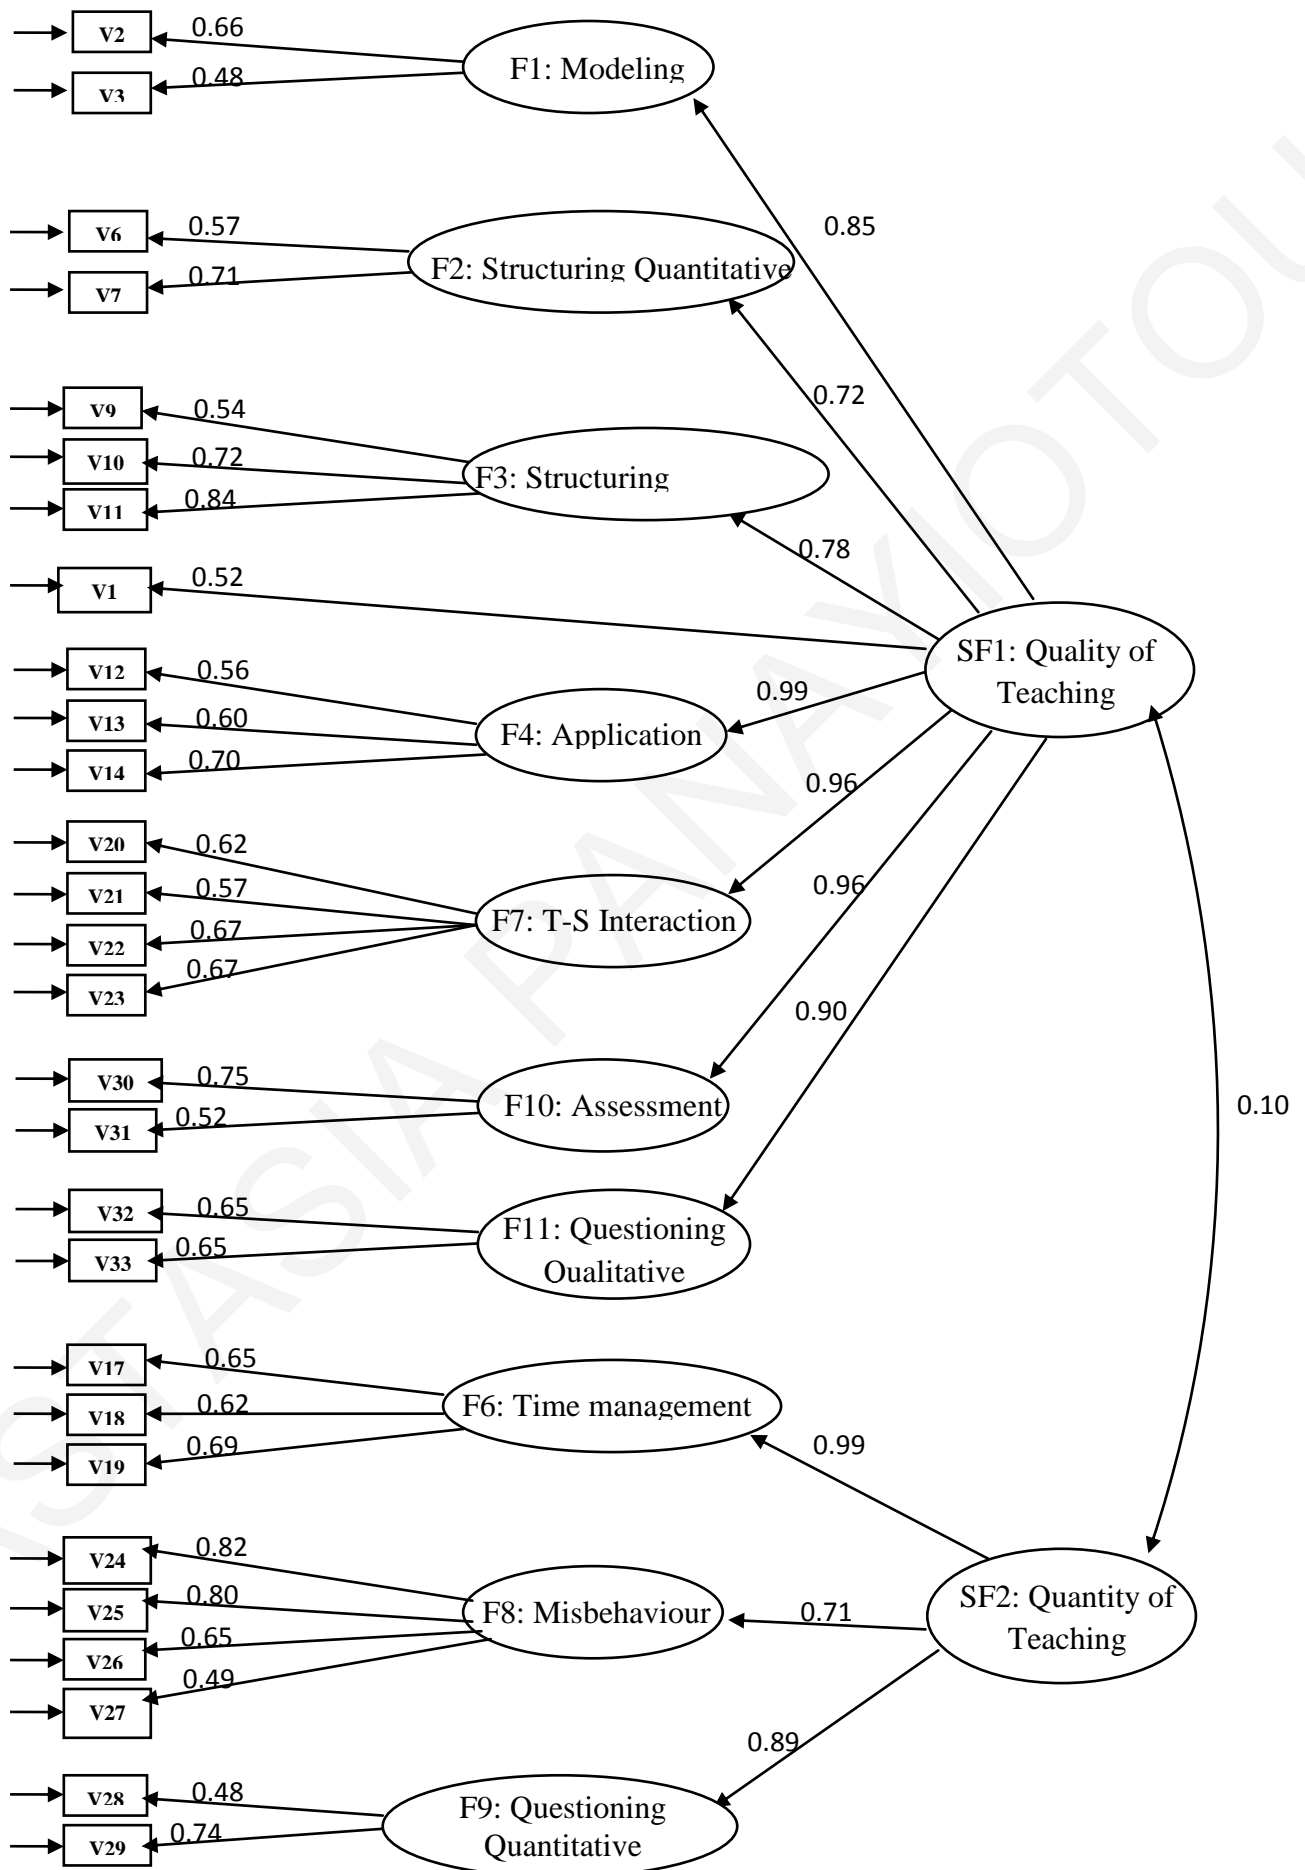 V2
0.66
F1: Modeling
V3
0.48
0.85
V6
0.57
F2: Structuring Quantitative
V7
0.71
0.72
V9
0.54
V10
0.72
F3: Structuring
V11
0.84
0.78
V1
0.52
SF1: Quality of
Teaching
V12
0.56
0.99
V13
0.60
F4: Application
V14
0.70
0.96
V20
0.62
V21
0.57
0.96
V22
0.67
F7: T-S Interaction
V23
0.67
0.90
V30
0.75
F10: Assessment
V31
0.52
0.10
V32
0.65
F11: Questioning
Qualitative
V33
0.65
V17
0.65
V18
0.62
F6: Time management
V19
0.69
0.99
V24
0.82
V25
0.80
F8: Misbehaviour
0.71
SF2: Quantity of
Teaching
V26
0.65
V27
0.49
0.89
V28
0.48
F9: Questioning
Quantitative
V29
0.74
ASTASIA PANAYIOTOU